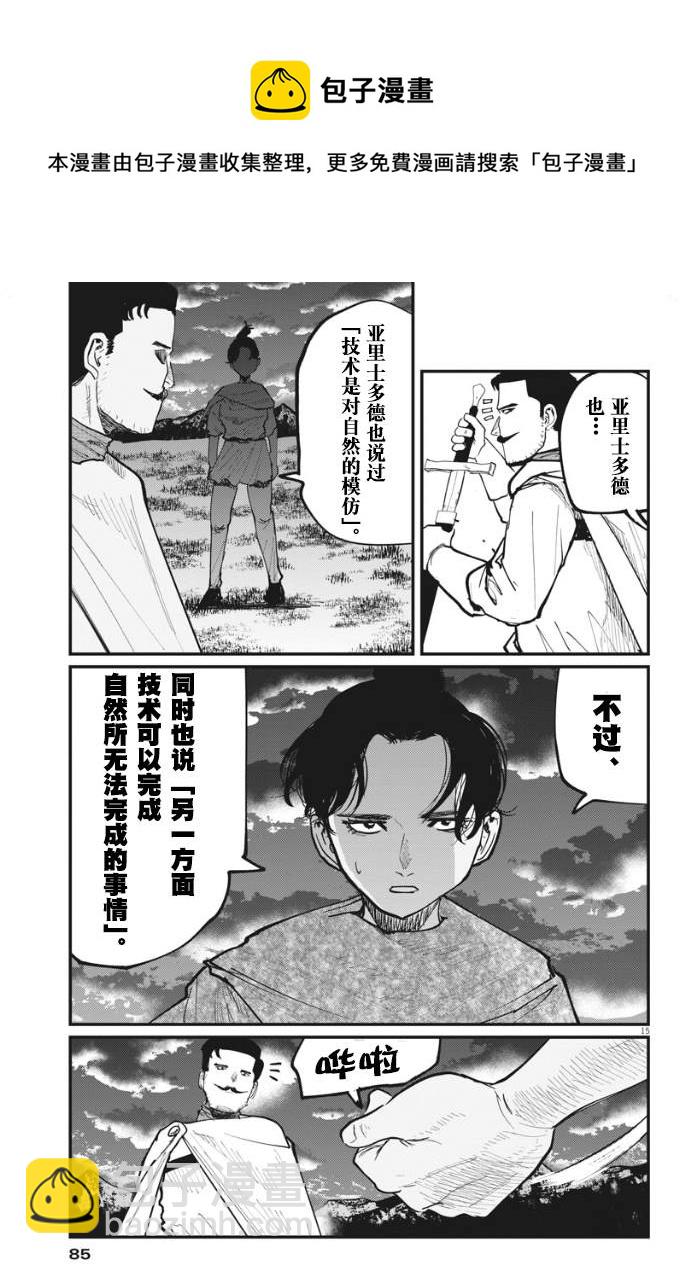 包子漫畫
本漫畫由包子漫畫收集整理，更多免費漫画請搜索「包子漫畫」
亚里士多德
也…
亚里士多德也说过
「技术是对自然的模仿」。
不过、
同时也说「另一方面
技术可以完成
自然所无法完成的事情」。
15
哗啦
包子漫畫
baozimh.com
85